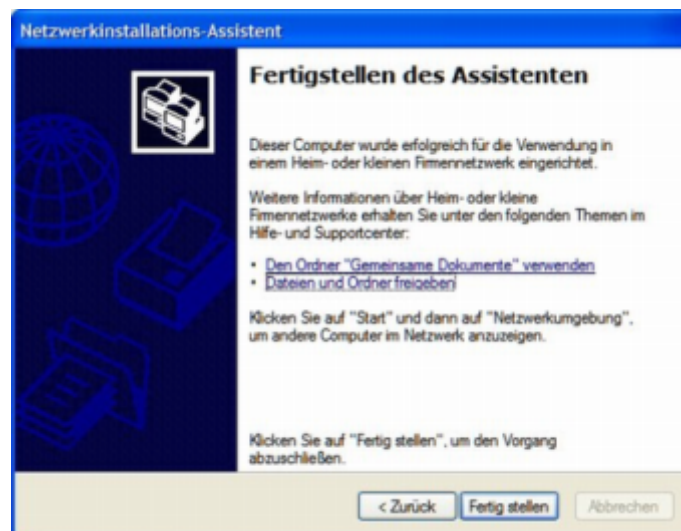 Netzwerkinstallations-Assistent
Fertigstellen des Assistenten
Dieser Computer wurde erfolgreich für die Verwendung in
einem Heim- oder kleinen Firmennetzwerk eingerichtet.
Weitere Informationen über Heim- oder kleine
Firmennetzwerke erhalten Sie unter den folgenden Themen im
Hilfe- und Supportcenter:
• Den Ordner "Gemeinsame Dokumente" verwenden
• Dateien und Ordner freigeben
Klicken Sie auf "Start" und dann auf "Netzwerkumgebung",
um andere Computer im Netzwerk anzuzeigen.
Klicken Sie auf "Fertig stellen", um den Vorgang
abzuschließen.
< Zurück Fertig stellen Abbrechen